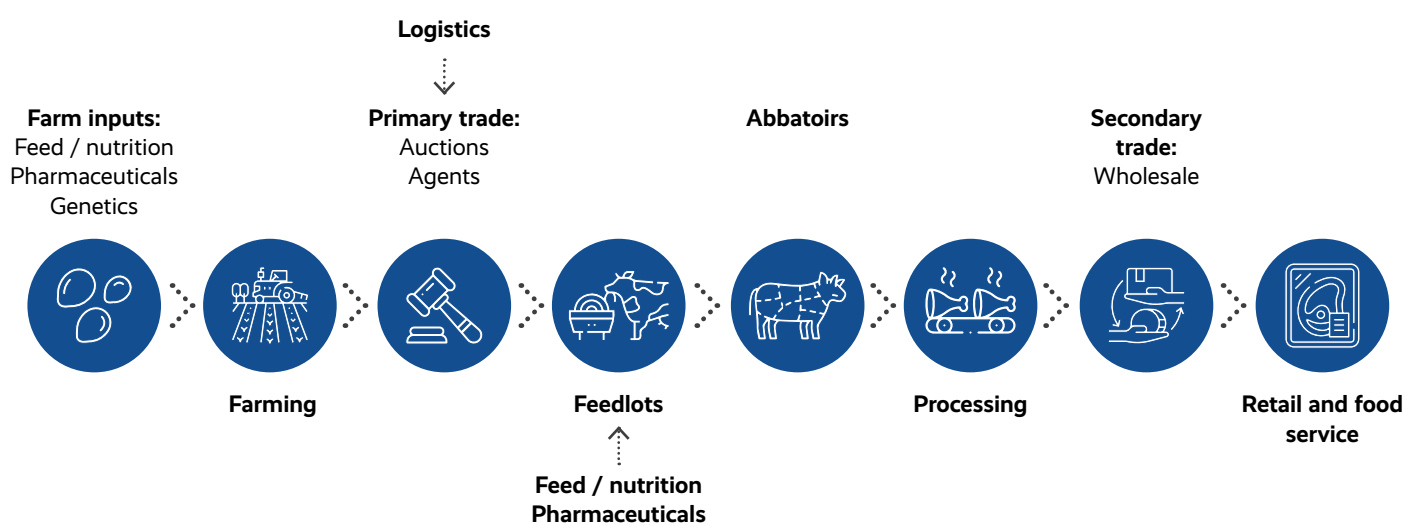 Logistics
Farm inputs:
Feed / nutrition
Pharmaceuticals
Genetics
Primary trade:
Auctions
Agents
Abbatoirs
Secondary
trade:
Wholesale
Farming
Feedlots
Processing
Retail and food
service
Feed / nutrition
Pharmaceuticals